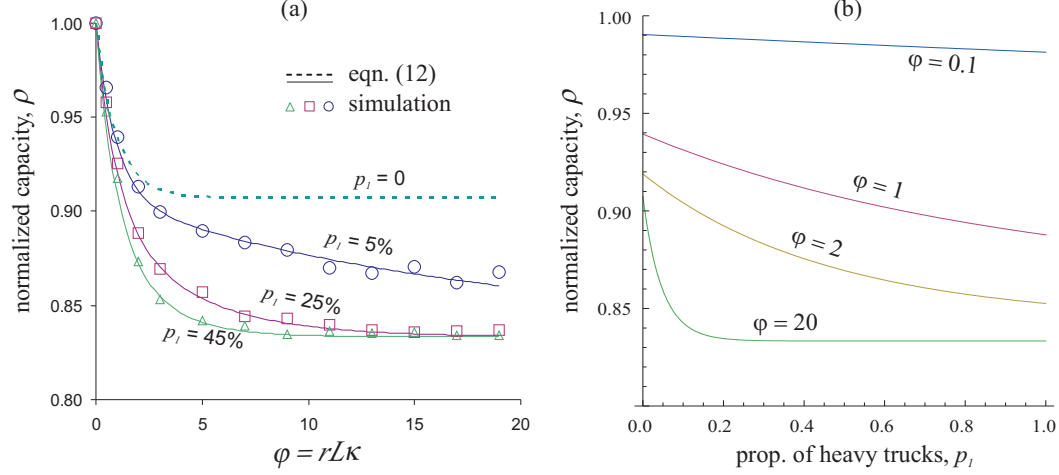 (a)
1.00
0.95
0.90
0.85
0.80
normalized capacity, ρ
eqn. (12)
simulation
p₁ = 0
p₁ = 5%
p₁ = 25%
p₁ = 45%
0
5
10
15
20
φ = rLκ
(b)
1.00
0.95
0.90
0.85
normalized capacity, ρ
φ = 0.1
φ = 1
φ = 2
φ = 20
0.0
0.2
0.4
0.6
0.8
1.0
prop. of heavy trucks, p₁